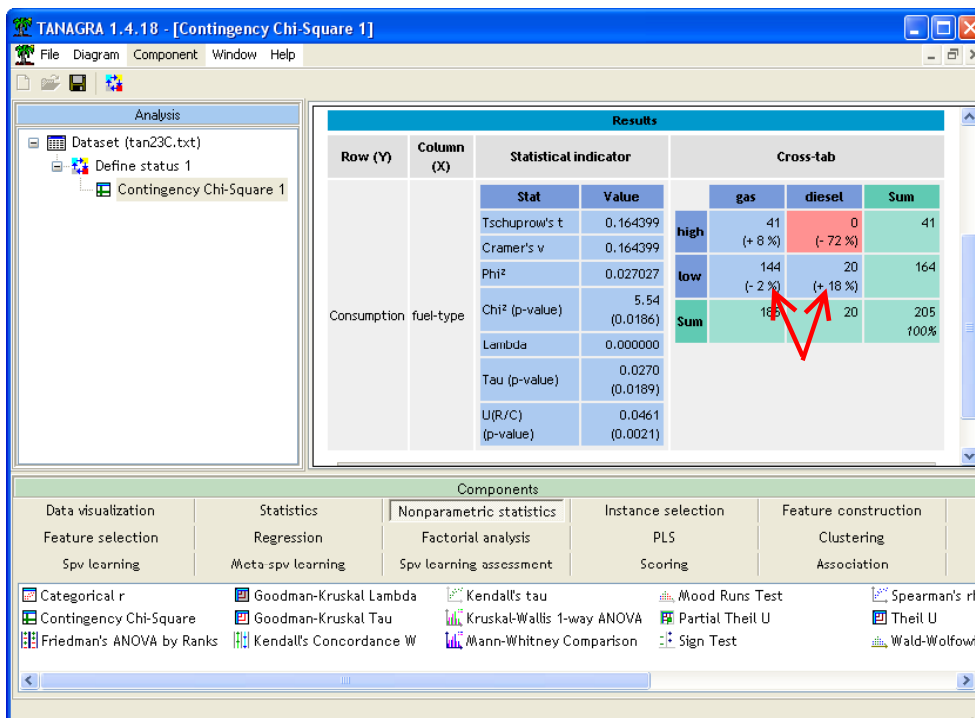 TANAGRA 1.4.18 - [Contingency Chi-Square 1]
File Diagram Component Window Help
Analysis
Dataset (tan23C.txt)
Define status 1
Contingency Chi-Square 1
Results
Row (Y) Column (X) Statistical indicator Cross-tab
Consumption fuel-type
Stat Value
Tschuprow's t 0.164399
Cramer's v 0.164399
Phi² 0.027027
Chi² (p-value) 5.54 (0.0186)
Lambda 0.000000
Tau (p-value) 0.0270 (0.0189)
U(R/C) (p-value) 0.0461 (0.0021)
gas diesel Sum
high 41 (+ 8 %) 0 (- 72 %) 41
low 144 (- 2 %) 20 (+ 18 %) 164
Sum 20 205 100%
Components
Data visualization Statistics Nonparametric statistics Instance selection Feature construction
Feature selection Regression Factorial analysis PLS Clustering
Spv learning Meta-spv learning Spv learning assessment Scoring Association
Categorical r Goodman-Kruskal Lambda Kendall's tau Mood Runs Test Spearman's
Contingency Chi-Square Goodman-Kruskal Tau Kruskal-Wallis 1-way ANOVA Partial Theil U Theil U
Friedman's ANOVA by Ranks Kendall's Concordance W Mann-Whitney Comparison Sign Test